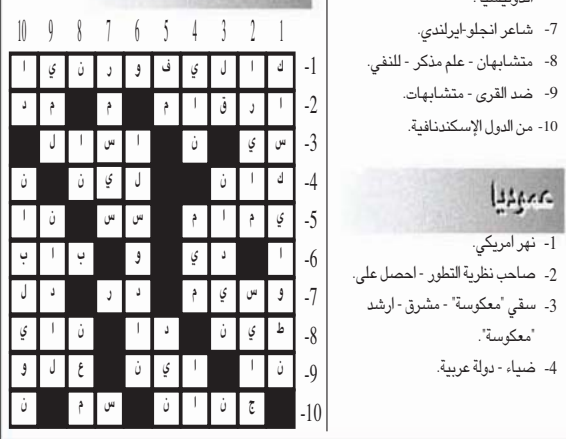 7- شاعر انجلو-ايرلندي.
8- متشابهان - علم مذكر - للنفي.
9- ضد القرى - متشابهات.
10- من الدول الإسكندنافية.
عموديا
1- نهر امريكي.
2- صاحب نظرية التطور - احصل على.
3- سقي "معكوسة" - مشرق - ارشد
"معكوسة".
4- ضياء - دولة عربية.
1 2 3 4 5 6 7 8 9 10
1- ك ا ل ي ف و ر ن ي ا
2- ا ر ق ا م م م د
3- س ي ن ا س ا ل
4- ك ا ن ل ي ن ن
5- ي م ا م س س ن ا
6- ا د ي و ب ا ب
7- و س ي م د ر د ل
8- ط ي ن د ا ن ا ي
9- ن ا ا ي ن ع ل و
10- ج ن ا ن س م ن